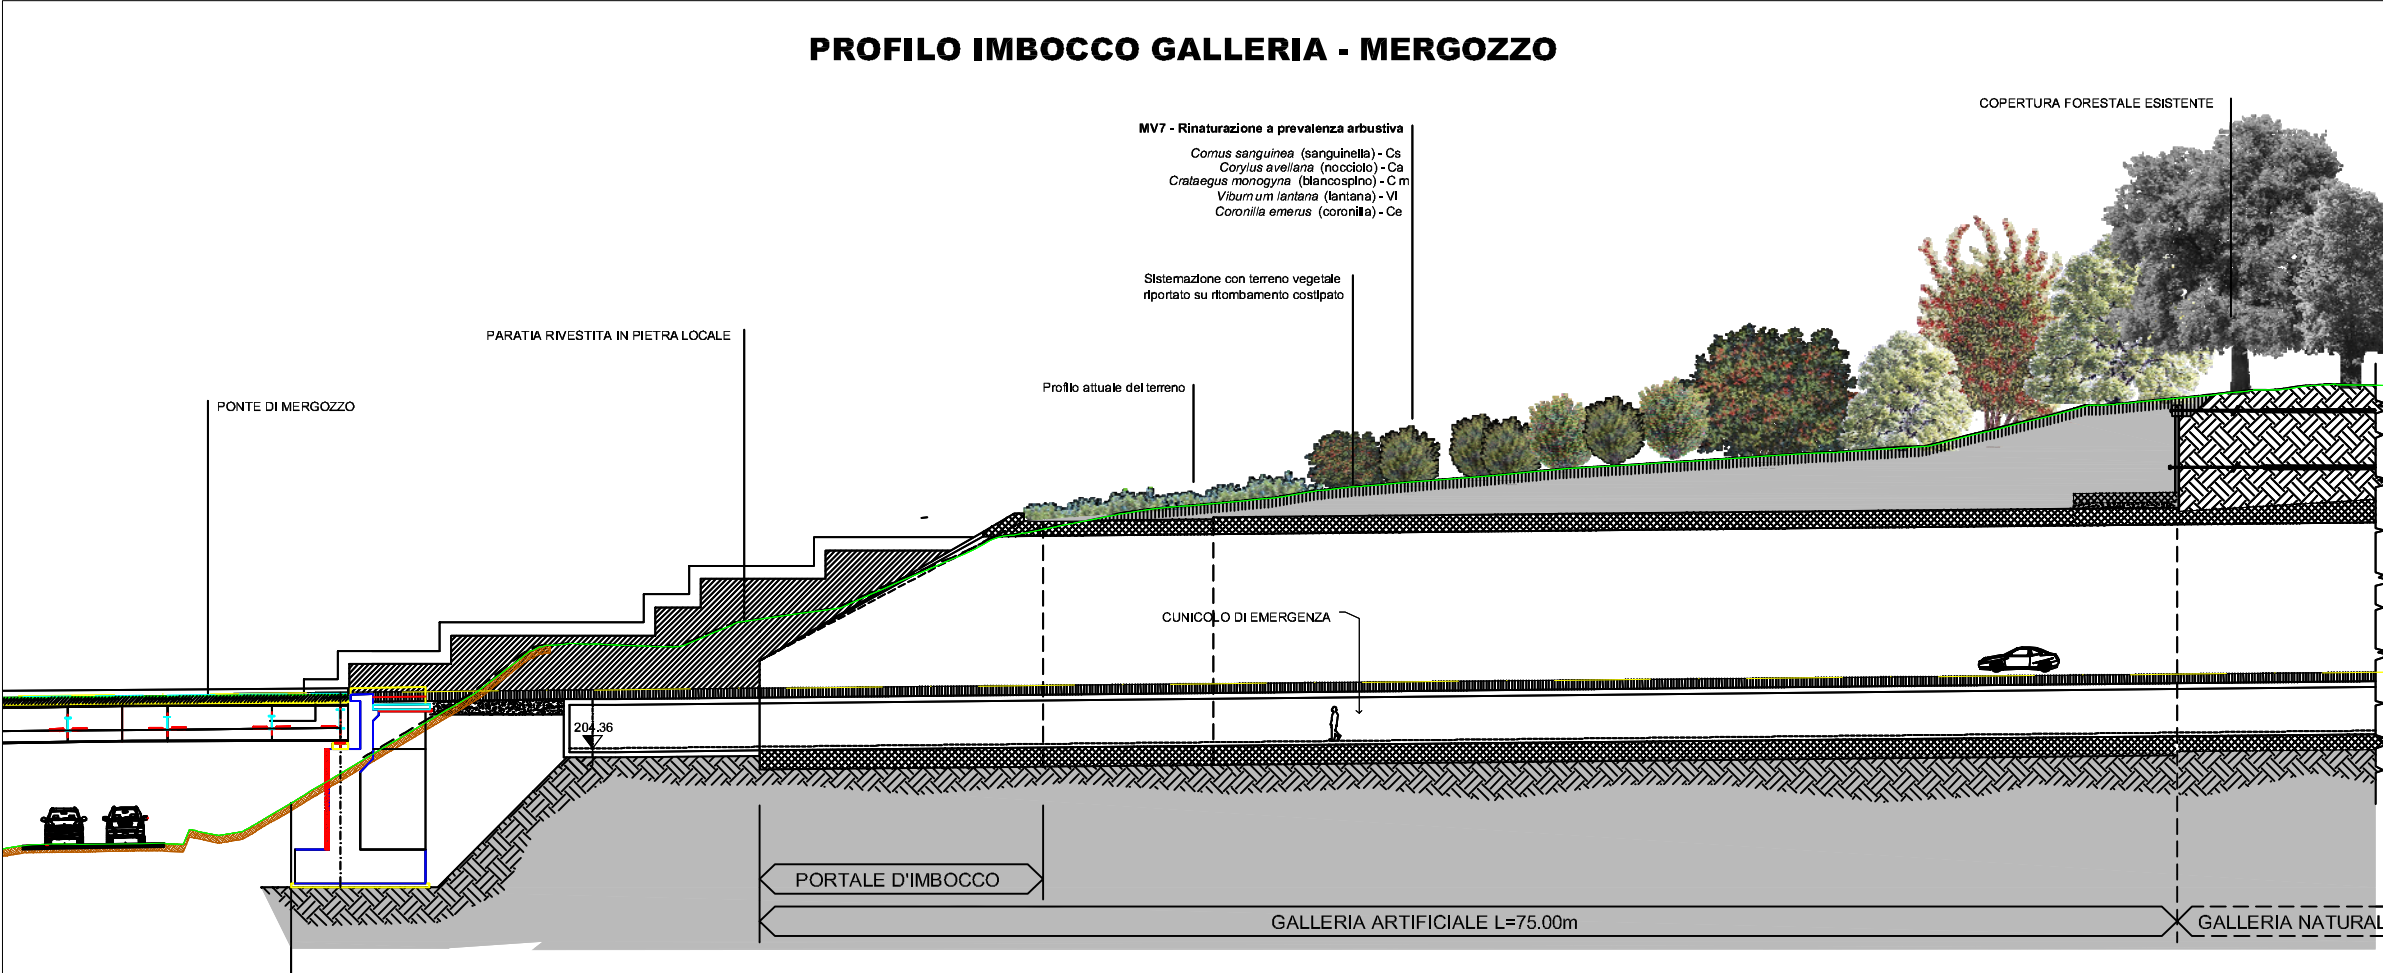 PROFILO IMBOCCO GALLERIA - MERGOZZO
COPERTURA FORESTALE ESISTENTE
MV7 - Rinaturazione a prevalenza arbustiva
Cornus sanguinea (sanguinella) - Cs
Corylus avellana (nocciolo) - Ca
Crataegus monogyna (biancospino) - Cm
Viburnum lantana (lantana) - Vl
Coronilla emerus (coronilla) - Ce
Sistemazione con terreno vegetale
riportato su ritombamento costipato
PARATIA RIVESTITA IN PIETRA LOCALE
Profilo attuale del terreno
PONTE DI MERGOZZO
CUNICOLO DI EMERGENZA
204.36
PORTALE D'IMBOCCO
GALLERIA ARTIFICIALE L=75.00m
GALLERIA NATURAL